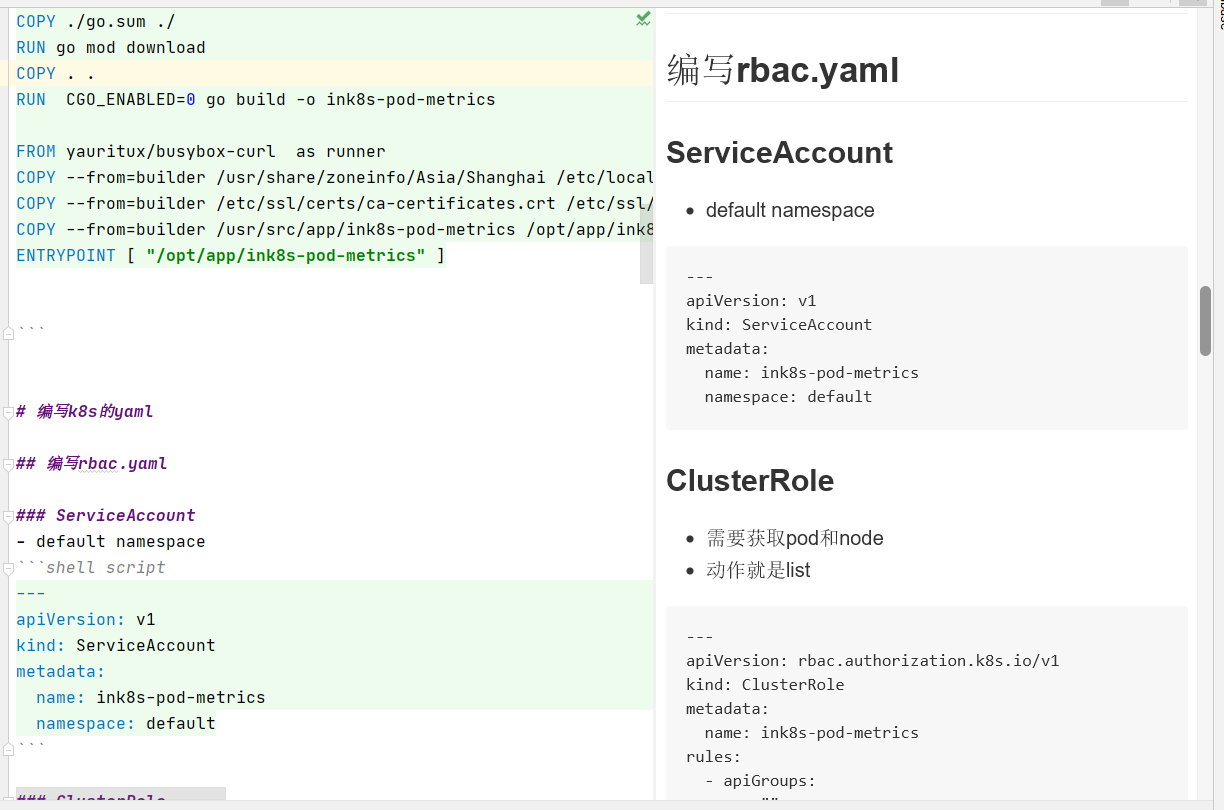 COPY ./go.sum ./
RUN go mod download
COPY . .
RUN  CGO_ENABLED=0 go build -o ink8s-pod-metrics
FROM yauritux/busybox-curl  as runner
COPY --from=builder /usr/share/zoneinfo/Asia/Shanghai /etc/local
COPY --from=builder /etc/ssl/certs/ca-certificates.crt /etc/ssl/
COPY --from=builder /usr/src/app/ink8s-pod-metrics /opt/app/ink8
ENTRYPOINT [ "/opt/app/ink8s-pod-metrics" ]
```
# 编写k8s的yaml
## 编写rbac.yaml
### ServiceAccount
- default namespace
```shell script
---
apiVersion: v1
kind: ServiceAccount
metadata:
  name: ink8s-pod-metrics
  namespace: default
```
### ClusterRole
编写rbac.yaml
ServiceAccount
• default namespace
---
apiVersion: v1
kind: ServiceAccount
metadata:
  name: ink8s-pod-metrics
  namespace: default
ClusterRole
• 需要获取pod和node
• 动作就是list
---
apiVersion: rbac.authorization.k8s.io/v1
kind: ClusterRole
metadata:
  name: ink8s-pod-metrics
rules:
  - apiGroups: